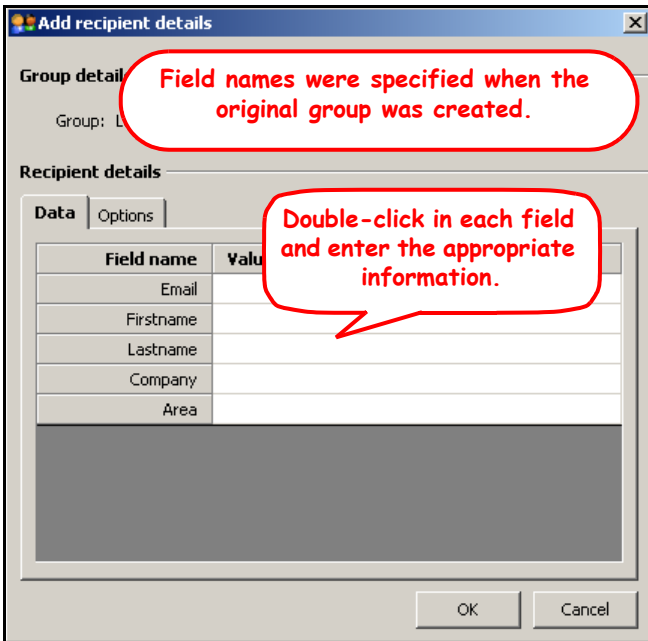 Add recipient details
Group detail
Field names were specified when the
original group was created.
Group: L
Recipient details
Data Options
Double-click in each field
and enter the appropriate
information.
Field name Valu
Email
Firstname
Lastname
Company
Area
OK Cancel